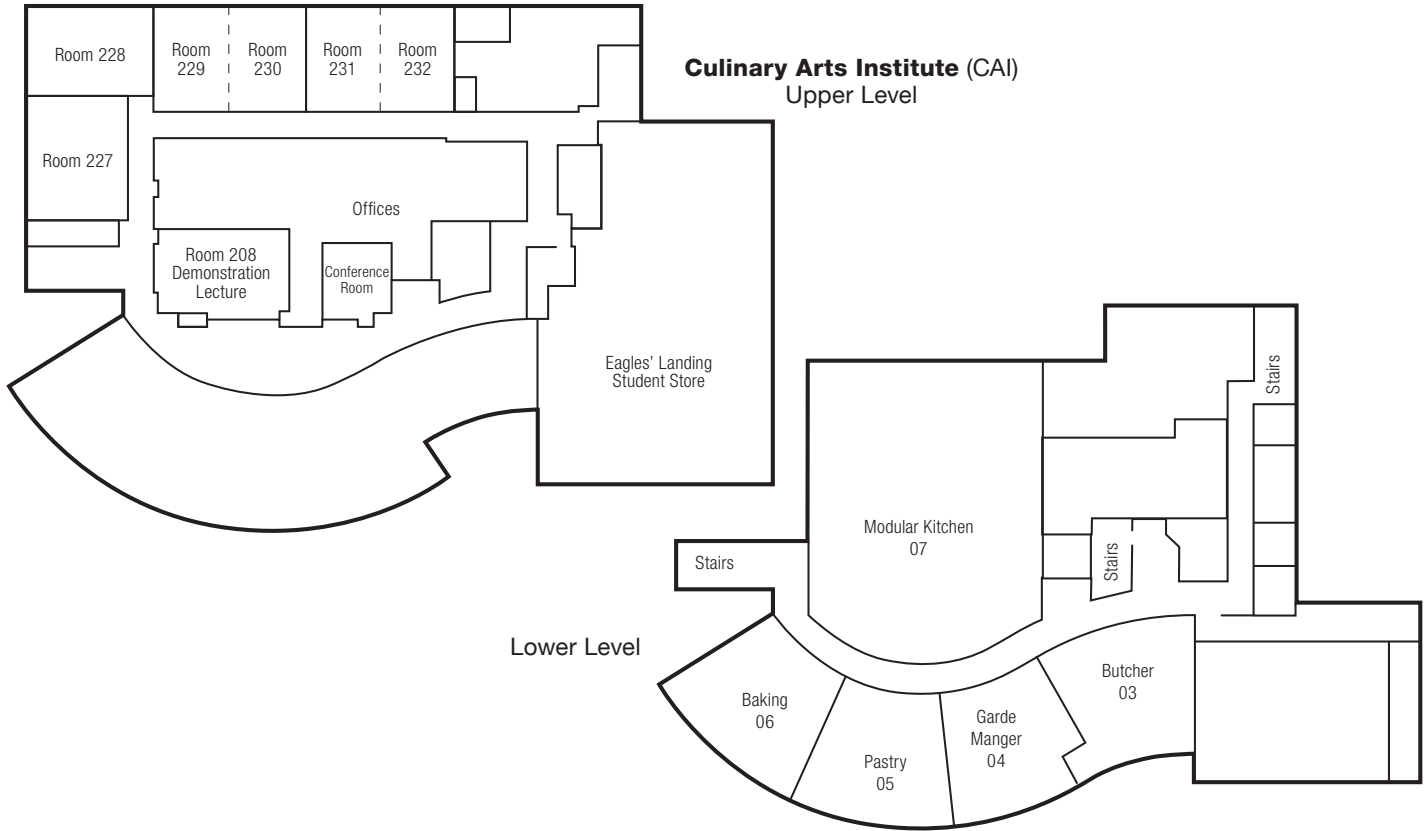 Culinary Arts Institute (CAI)
Upper Level
Room 228
Room
229
Room
230
Room
231
Room
232
Room 227
Offices
Room 208
Demonstration
Lecture
Conference
Room
Eagles’ Landing
Student Store
Lower Level
Stairs
Modular Kitchen
07
Stairs
Stairs
Baking
06
Pastry
05
Garde
Manger
04
Butcher
03